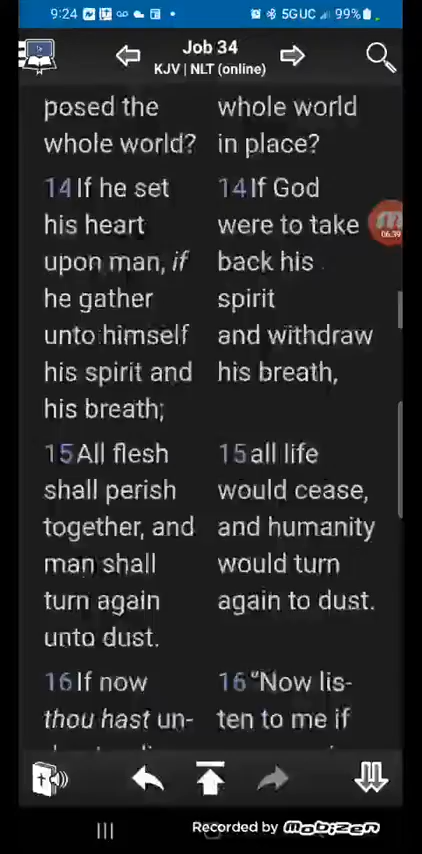 9:24 5GUC 99%
Job 34
KJV | NLT (online)
06:39
posed the
whole world?
14 If he set
his heart
upon man, if
he gather
unto himself
his spirit and
his breath;
15 All flesh
shall perish
together, and
man shall
turn again
unto dust.
16 If now
thou hast un-
whole world
in place?
14 If God
were to take
back his
spirit
and withdraw
his breath,
15 all life
would cease,
and humanity
would turn
again to dust.
16 “Now lis-
ten to me if
Recorded by Mobizen